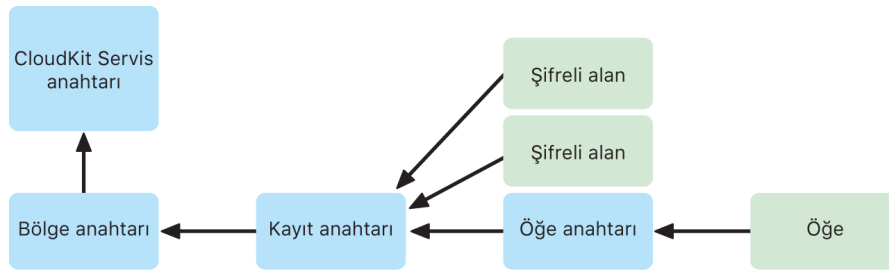 CloudKit Servis
anahtarı
Şifreli alan
Şifreli alan
Bölge anahtarı
Kayıt anahtarı
Öğe anahtarı
Öğe